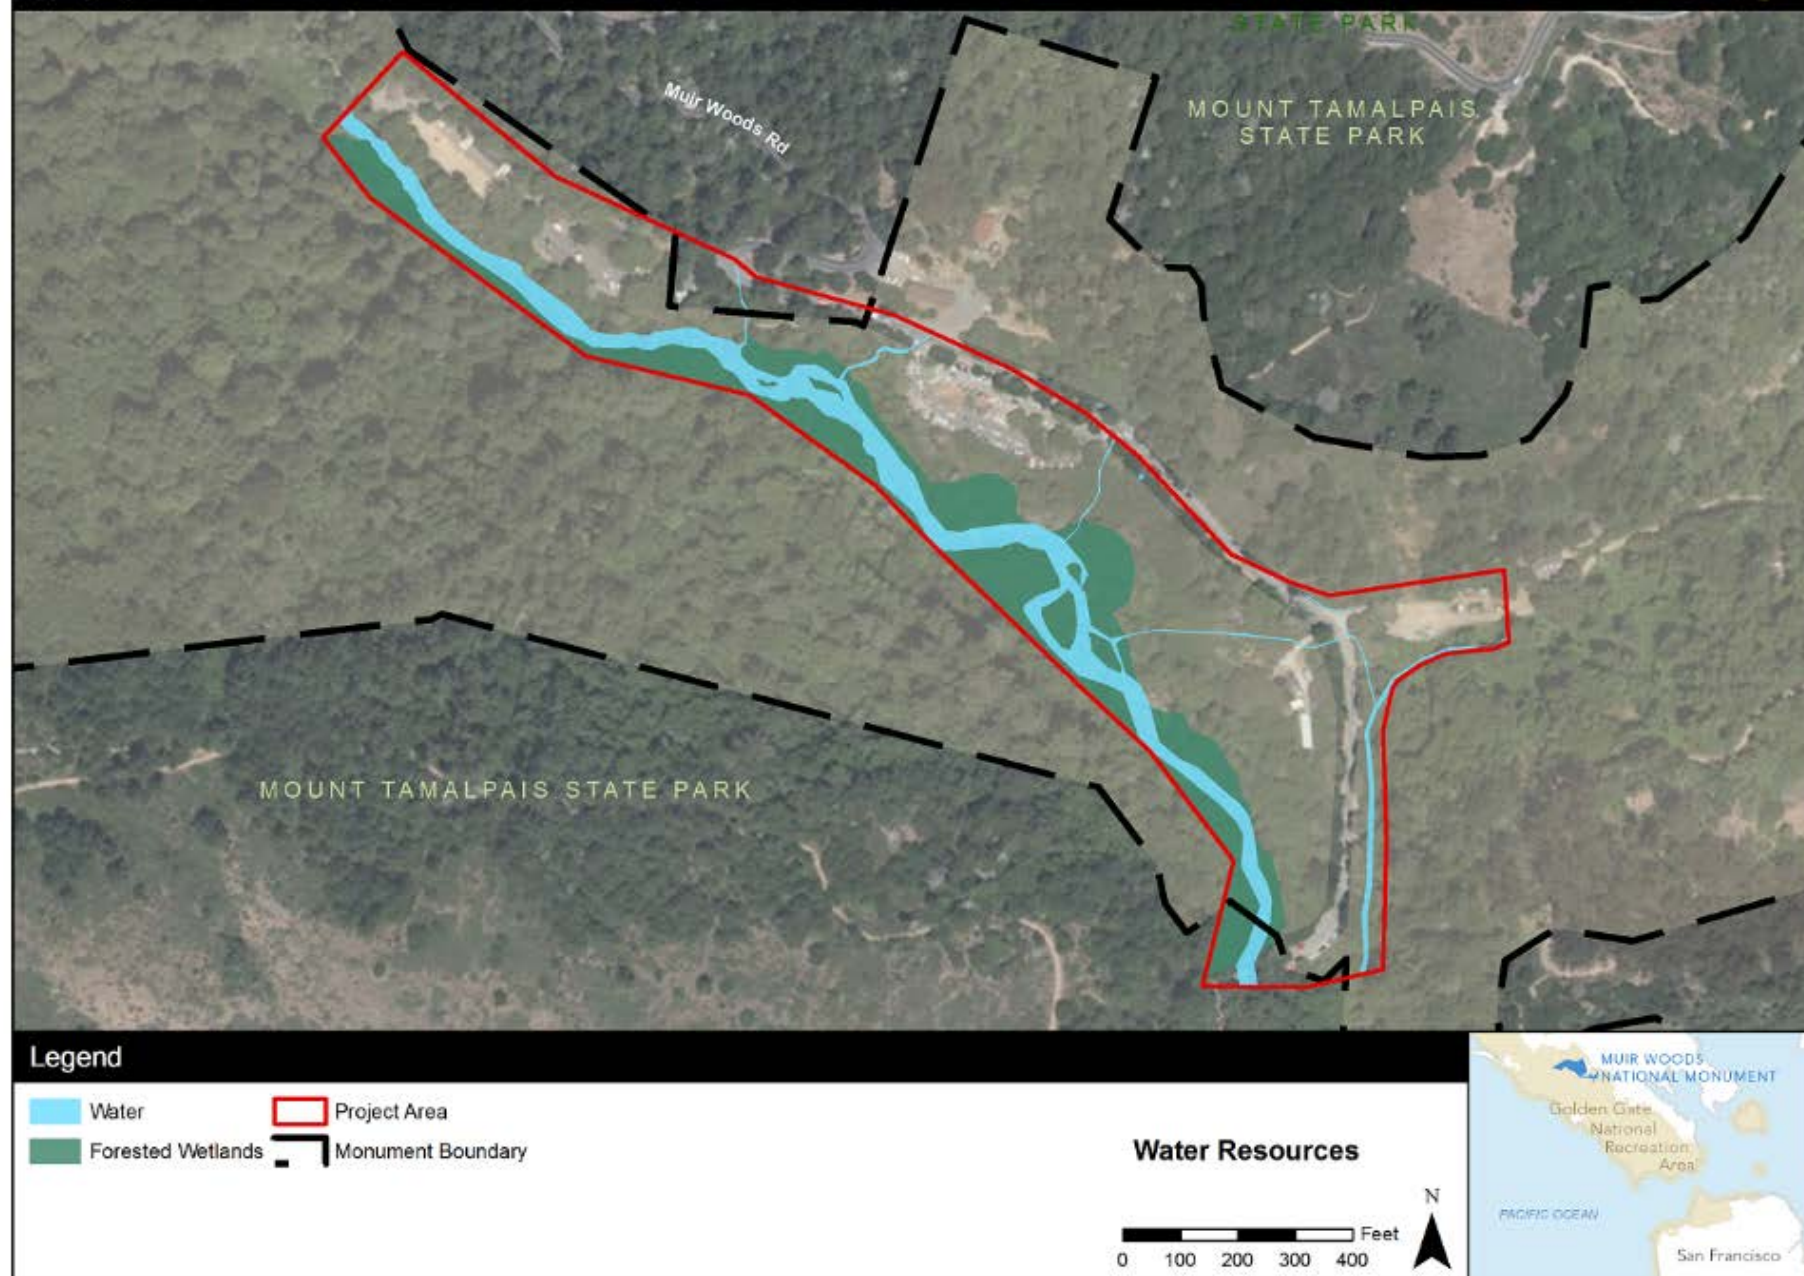 STATE PARK
Muir Woods Rd
MOUNT TAMALPAIS
STATE PARK
MOUNT TAMALPAIS STATE PARK
Legend
Water
Project Area
Forested Wetlands
Monument Boundary
Water Resources
N
Feet
0 100 200 300 400
MUIR WOODS
NATIONAL MONUMENT
Golden Gate
National
Recreation
Area
PACIFIC OCEAN
San Francisco